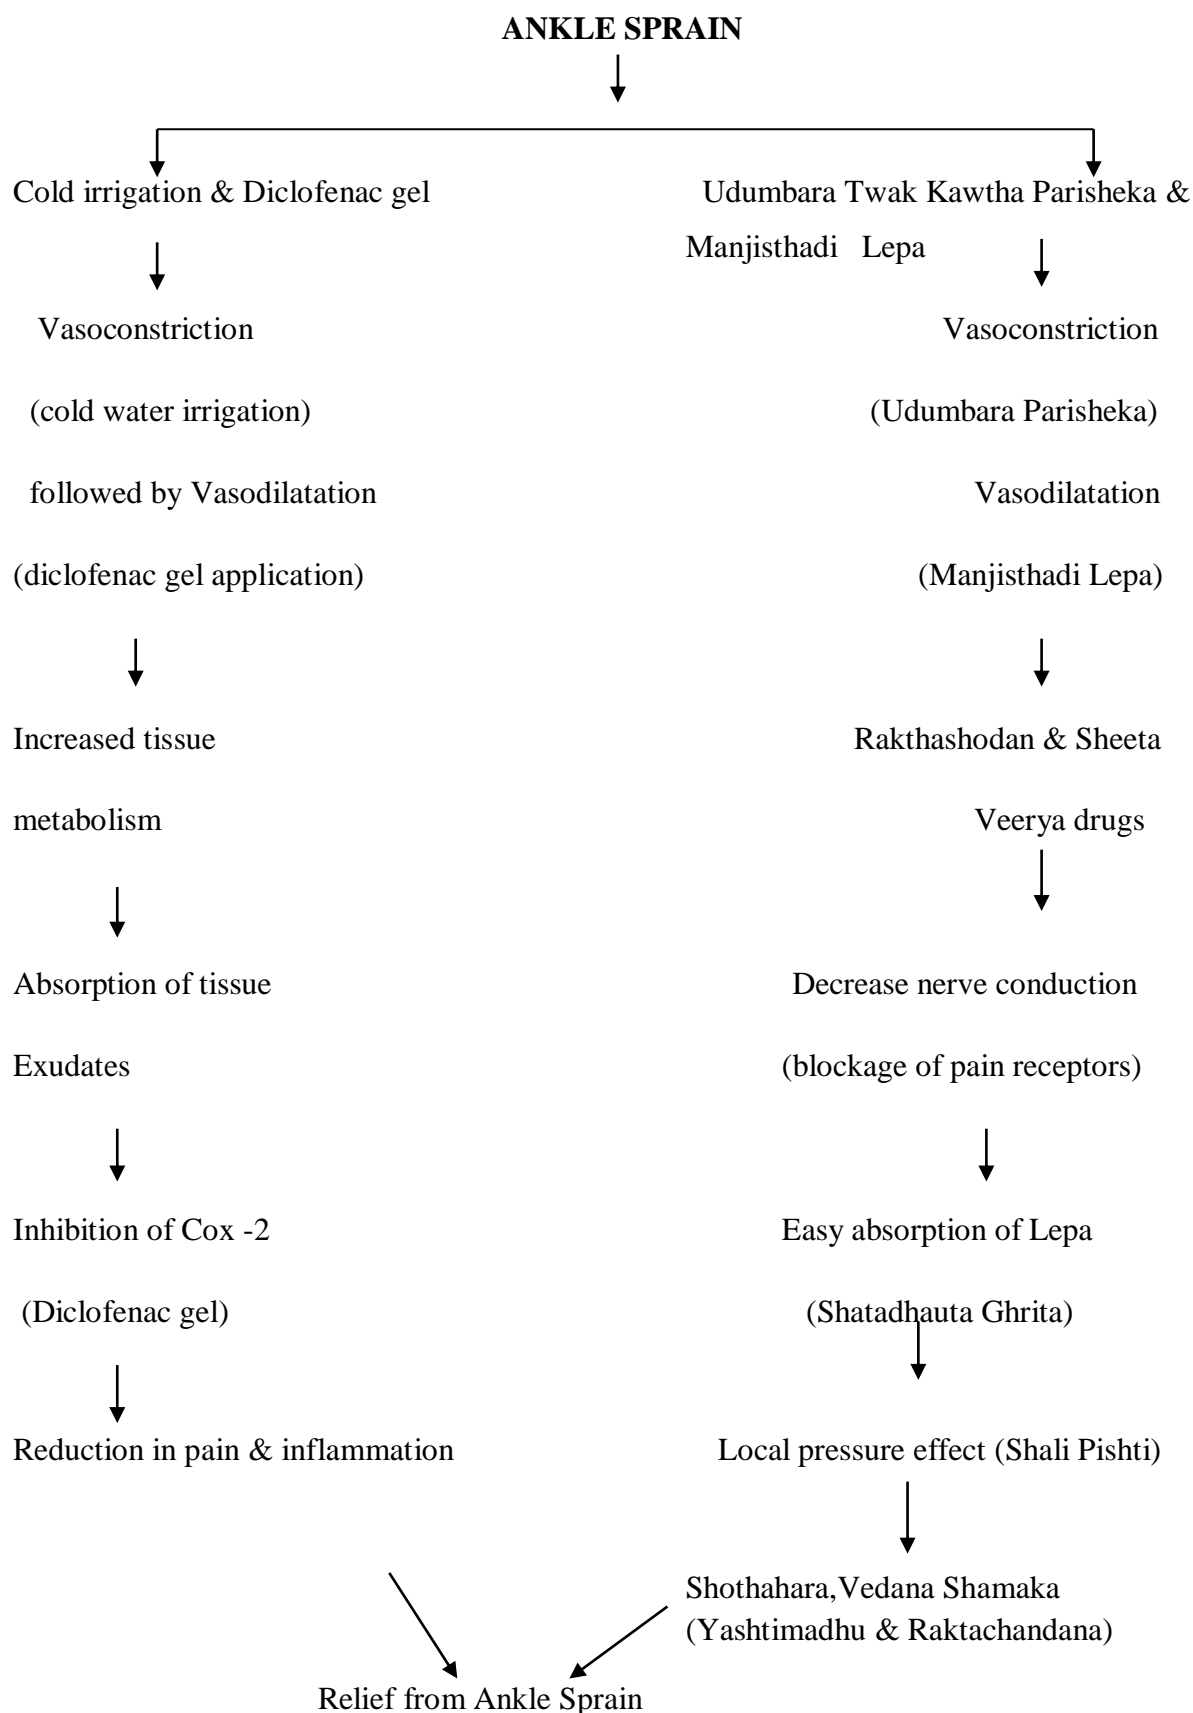 ANKLE SPRAIN
Cold irrigation & Diclofenac gel
Udumbara Twak Kawtha Parisheka &
Manjisthadi Lepa
Vasoconstriction
Vasoconstriction
(cold water irrigation)
(Udumbara Parisheka)
followed by Vasodilatation
Vasodilatation
(diclofenac gel application)
(Manjisthadi Lepa)
Increased tissue
Rakthashodan & Sheeta
metabolism
Veerya drugs
Absorption of tissue
Decrease nerve conduction
Exudates
(blockage of pain receptors)
Inhibition of Cox -2
Easy absorption of Lepa
(Diclofenac gel)
(Shatadhauta Ghrita)
Reduction in pain & inflammation
Local pressure effect (Shali Pishti)
Shothahara,Vedana Shamaka
(Yashtimadhu & Raktachandana)
Relief from Ankle Sprain